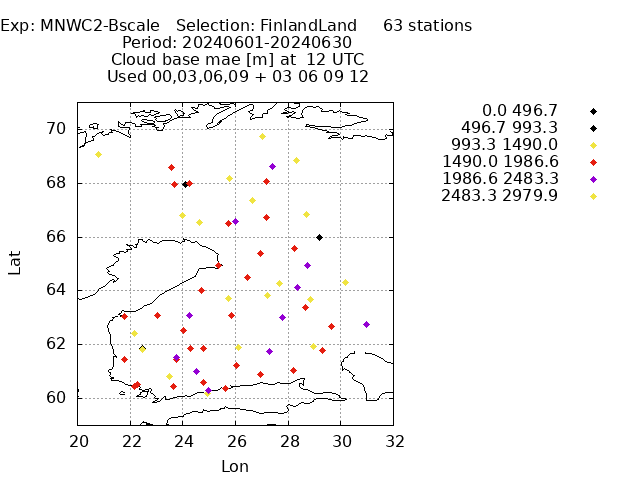 Exp: MNWC2-Bscale Selection: FinlandLand 63 stations
Period: 20240601-20240630
Cloud base mae [m] at 12 UTC
Used 00,03,06,09 + 03 06 09 12
0.0 496.7
496.7 993.3
993.3 1490.0
1490.0 1986.6
1986.6 2483.3
2483.3 2979.9
70
68
66
64
62
60
Lat
20 22 24 26 28 30 32
Lon